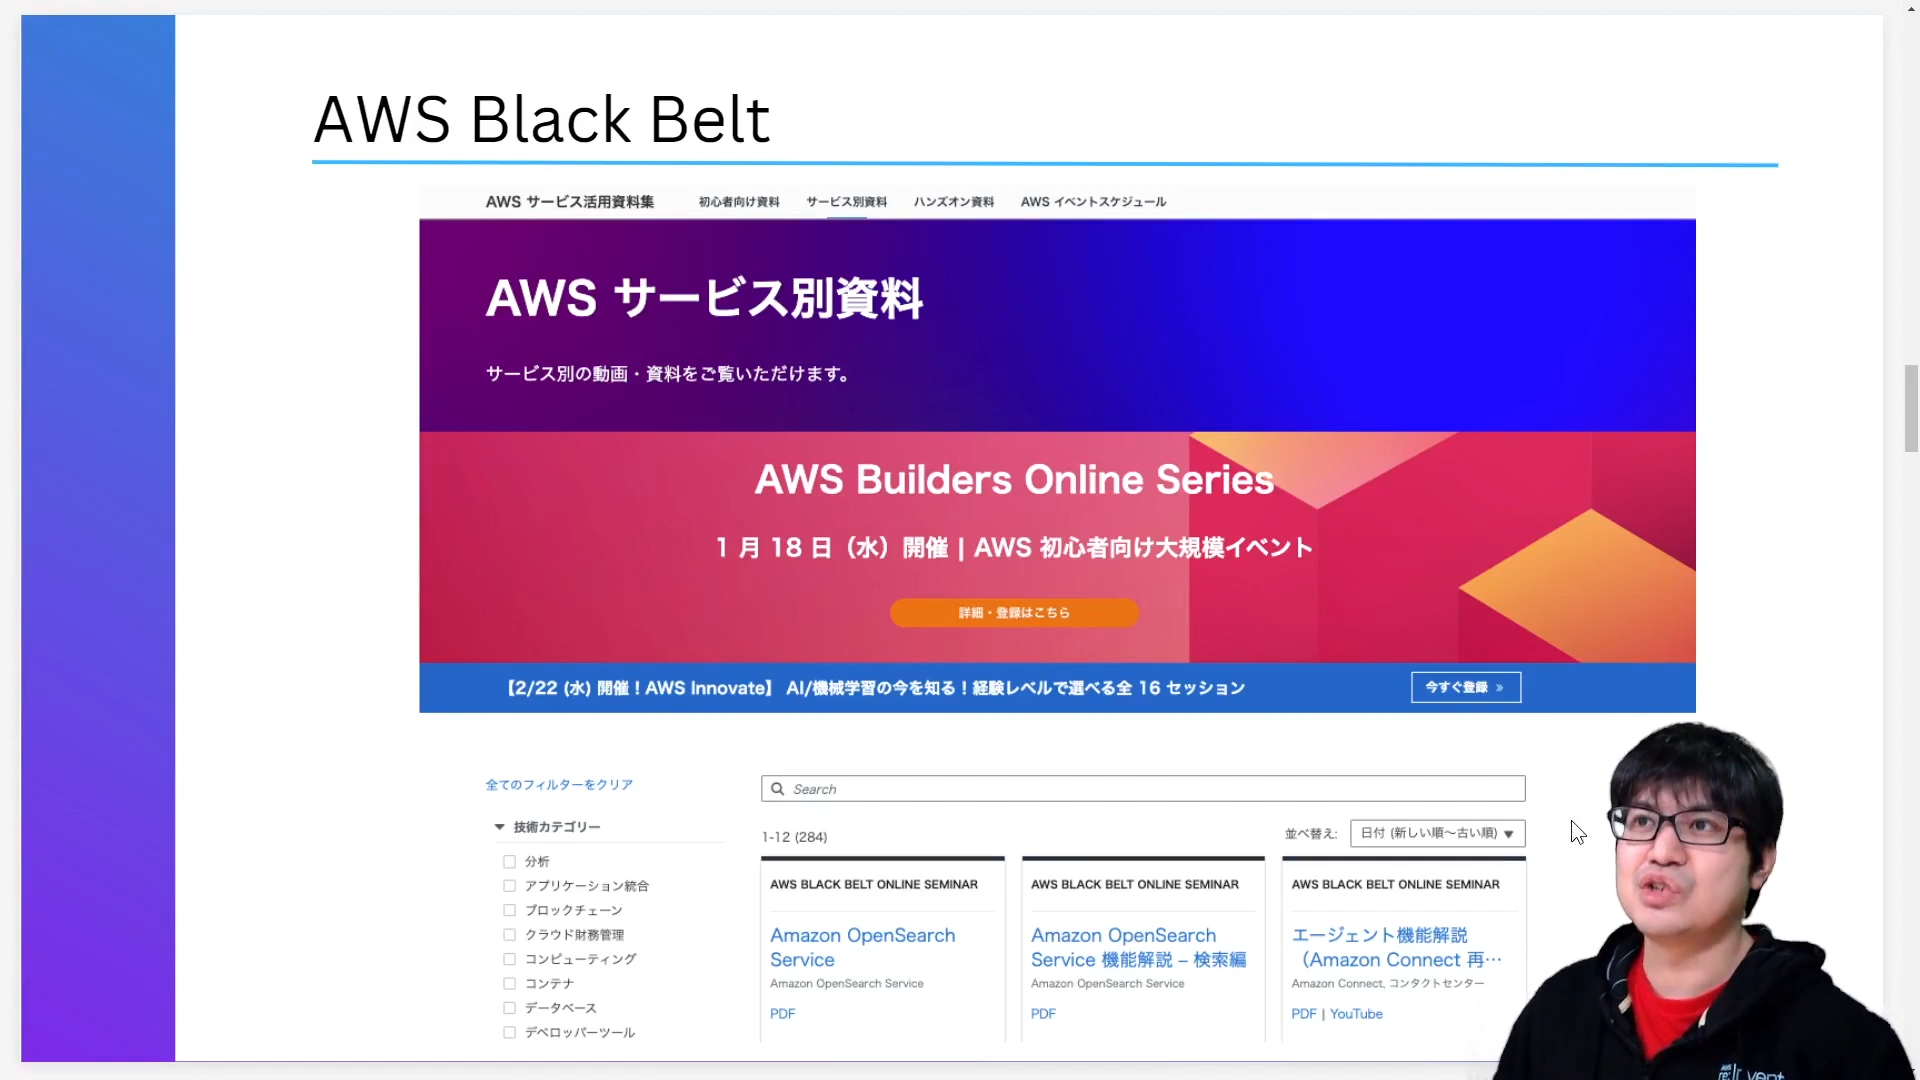 AWS Black Belt
AWS サービス活用資料集 初心者向け資料 サービス別資料 ハンズオン資料 AWS イベントスケジュール
AWS サービス別資料
サービス別の動画・資料をご覧いただけます。
AWS Builders Online Series
1 月 18 日（水）開催 | AWS 初心者向け大規模イベント
詳細・登録はこちら
【2/22 (水) 開催！AWS Innovate】 AI/機械学習の今を知る！経験レベルで選べる全 16 セッション
今すぐ登録 »
全てのフィルターをクリア
Search
技術カテゴリー
1-12 (284)
並べ替え: 日付 (新しい順～古い順)
分析
アプリケーション統合
ブロックチェーン
クラウド財務管理
コンピューティング
コンテナ
データベース
デベロッパーツール
AWS BLACK BELT ONLINE SEMINAR
Amazon OpenSearch
Service
Amazon OpenSearch Service
PDF
AWS BLACK BELT ONLINE SEMINAR
Amazon OpenSearch
Service 機能解説 – 検索編
Amazon OpenSearch Service
PDF
AWS BLACK BELT ONLINE SEMINAR
エージェント機能解説
（Amazon Connect 再…
Amazon Connect, コンタクトセンター
PDF | YouTube